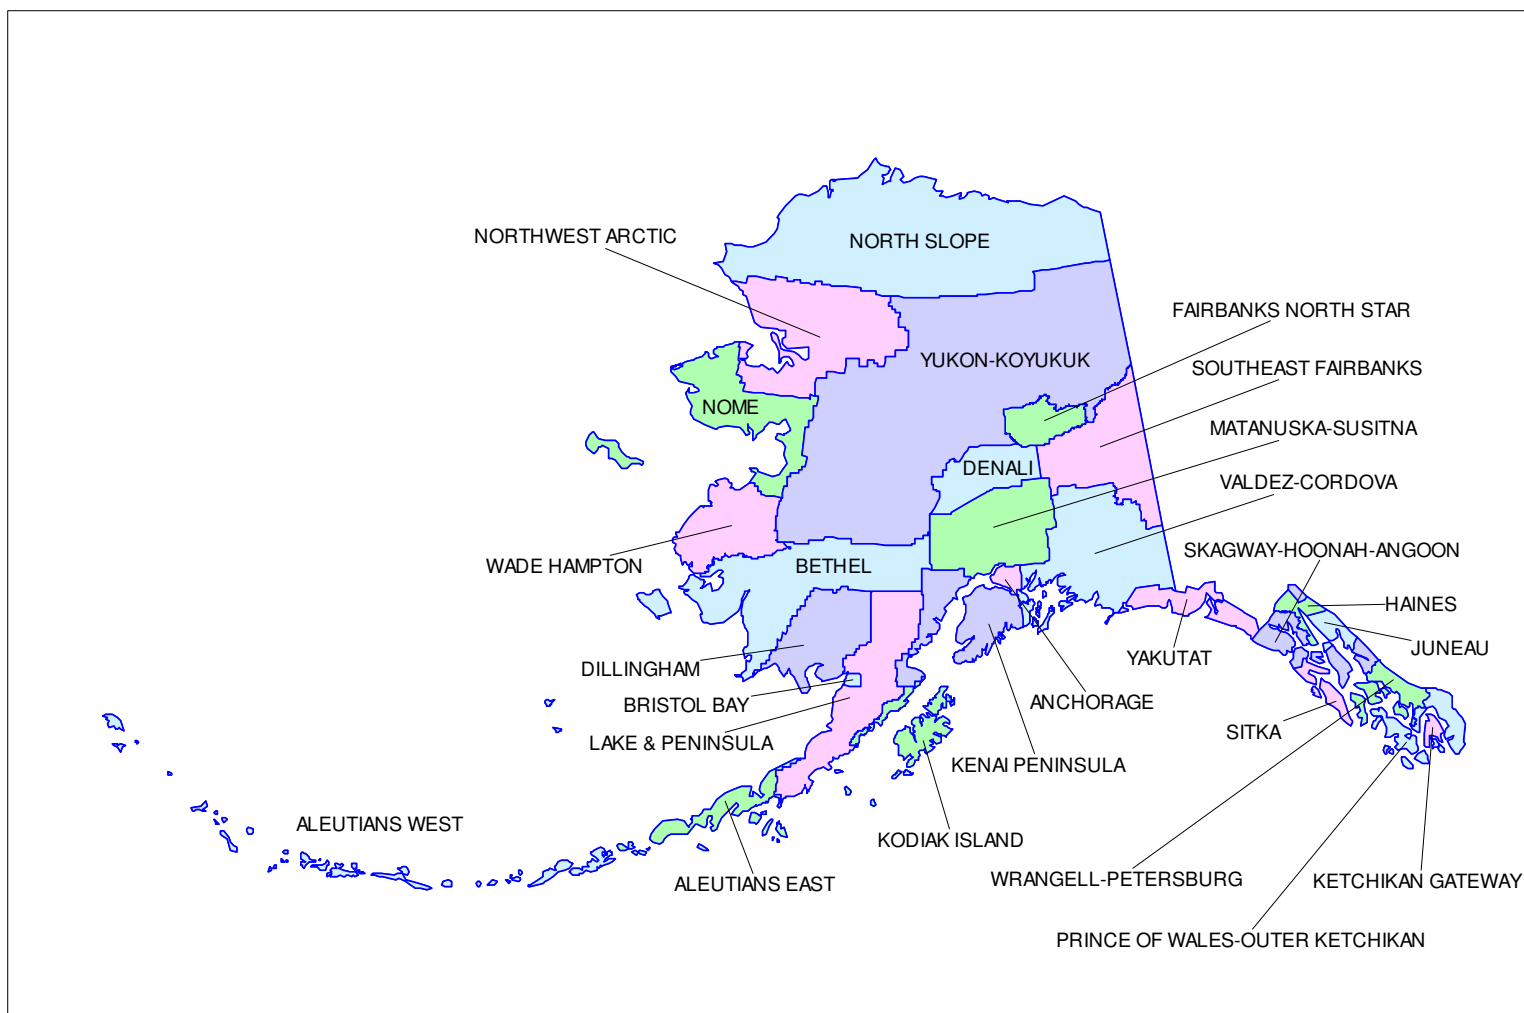 NORTHWEST ARCTIC
NORTH SLOPE
FAIRBANKS NORTH STAR
YUKON-KOYUKUK
SOUTHEAST FAIRBANKS
NOME
MATANUSKA-SUSITNA
DENALI
VALDEZ-CORDOVA
SKAGWAY-HOONAH-ANGOON
WADE HAMPTON
BETHEL
HAINES
JUNEAU
YAKUTAT
DILLINGHAM
BRISTOL BAY
ANCHORAGE
SITKA
LAKE & PENINSULA
KENAI PENINSULA
ALEUTIANS WEST
KODIAK ISLAND
ALEUTIANS EAST
WRANGELL-PETERSBURG
KETCHIKAN GATEWAY
PRINCE OF WALES-OUTER KETCHIKAN